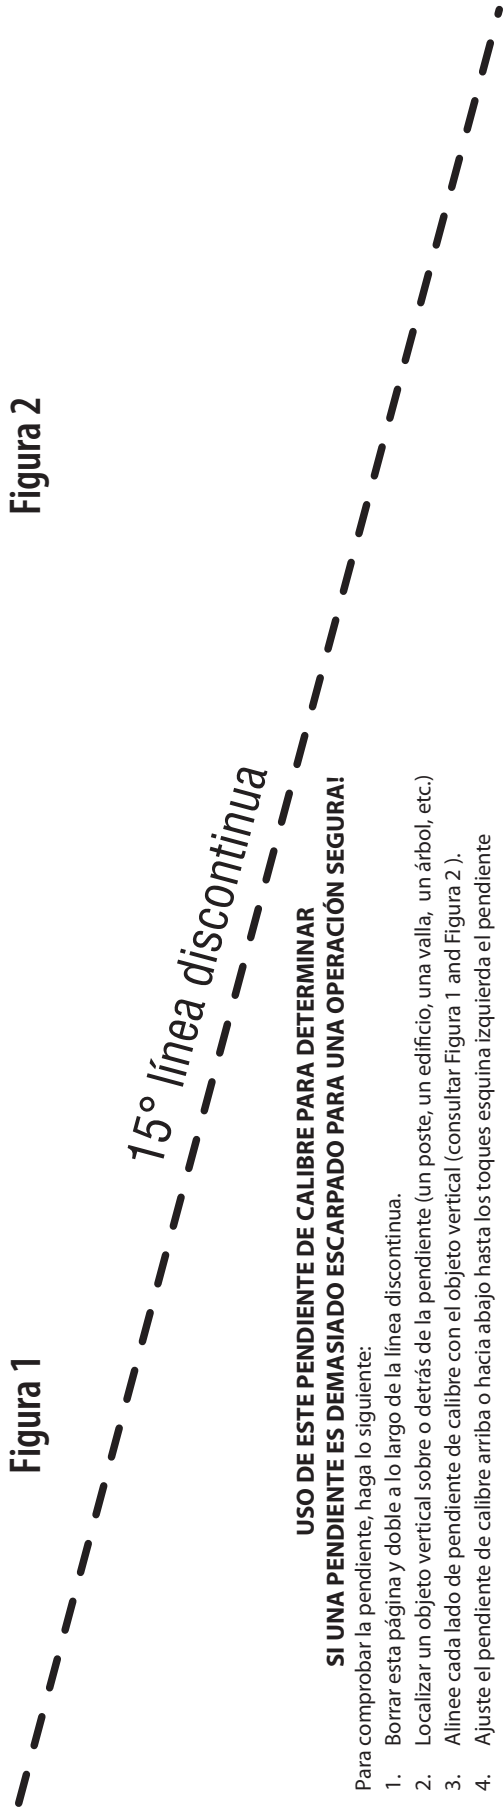 Figura 1
Figura 2
15° línea discontinua
USO DE ESTE PENDIENTE DE CALIBRE PARA DETERMINAR
SI UNA PENDIENTE ES DEMASIADO ESCARPADO PARA UNA OPERACIÓN SEGURA!
Para comprobar la pendiente, haga lo siguiente:
1. Borrar esta página y doble a lo largo de la línea discontinua.
2. Localizar un objeto vertical sobre o detrás de la pendiente (un poste, un edificio, una valla, un árbol, etc.)
3. Alinee cada lado de pendiente de calibre con el objeto vertical (consultar Figura 1 and Figura 2 ).
4. Ajuste el pendiente de calibre arriba o hacia abajo hasta los toques esquina izquierda el pendiente